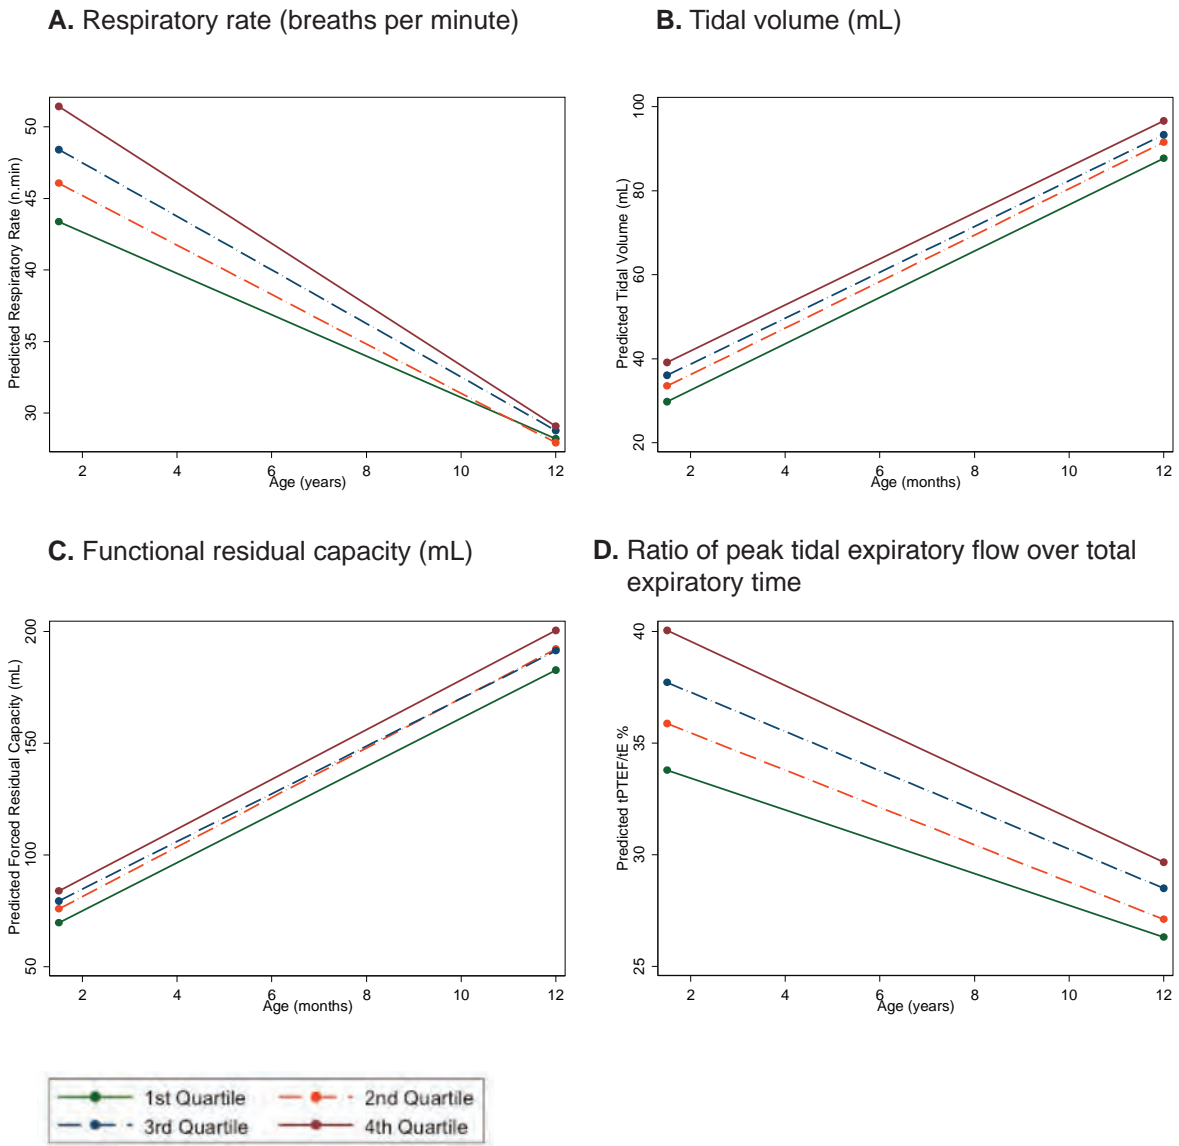 A. Respiratory rate (breaths per minute)
B. Tidal volume (mL)
Predicted Respiratory Rate (n.min)
50
45
40
35
30
2 4 6 8 10 12
Age (years)
Predicted Tidal Volume (mL)
100
80
60
40
20
2 4 6 8 10 12
Age (months)
C. Functional residual capacity (mL)
D. Ratio of peak tidal expiratory flow over total
expiratory time
Predicted Forced Residual Capacity (mL)
200
150
100
50
2 4 6 8 10 12
Age (months)
Predicted tPTEF/tE %
40
35
30
25
2 4 6 8 10 12
Age (years)
1st Quartile 2nd Quartile
3rd Quartile 4th Quartile